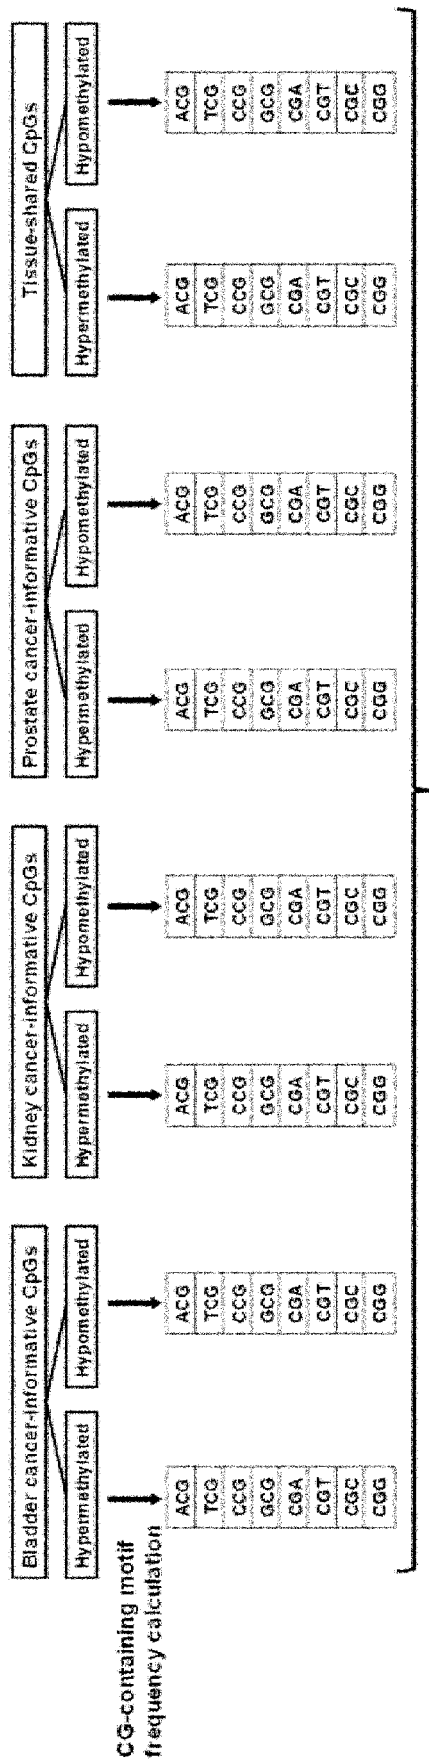 Bladder cancer-informative CpGs
Kidney cancer-informative CpGs
Prostate cancer-informative CpGs
Tissue-shared CpGs
Hypermethylated
Hypomethylated
Hypermethylated
Hypomethylated
Hypermethylated
Hypomethylated
Hypermethylated
Hypomethylated
CG-containing motif
frequency calculation
ACG
TCG
CCG
GCG
CGA
CGT
CGC
CGG
ACG
TCG
CCG
GCG
CGA
CGT
CGC
CGG
ACG
TCG
CCG
GCG
CGA
CGT
CGC
CGG
ACG
TCG
CCG
GCG
CGA
CGT
CGC
CGG
ACG
TCG
CCG
GCG
CGA
CGT
CGC
CGG
ACG
TCG
CCG
GCG
CGA
CGT
CGC
CGG
ACG
TCG
CCG
GCG
CGA
CGT
CGC
CGG
ACG
TCG
CCG
GCG
CGA
CGT
CGC
CGG